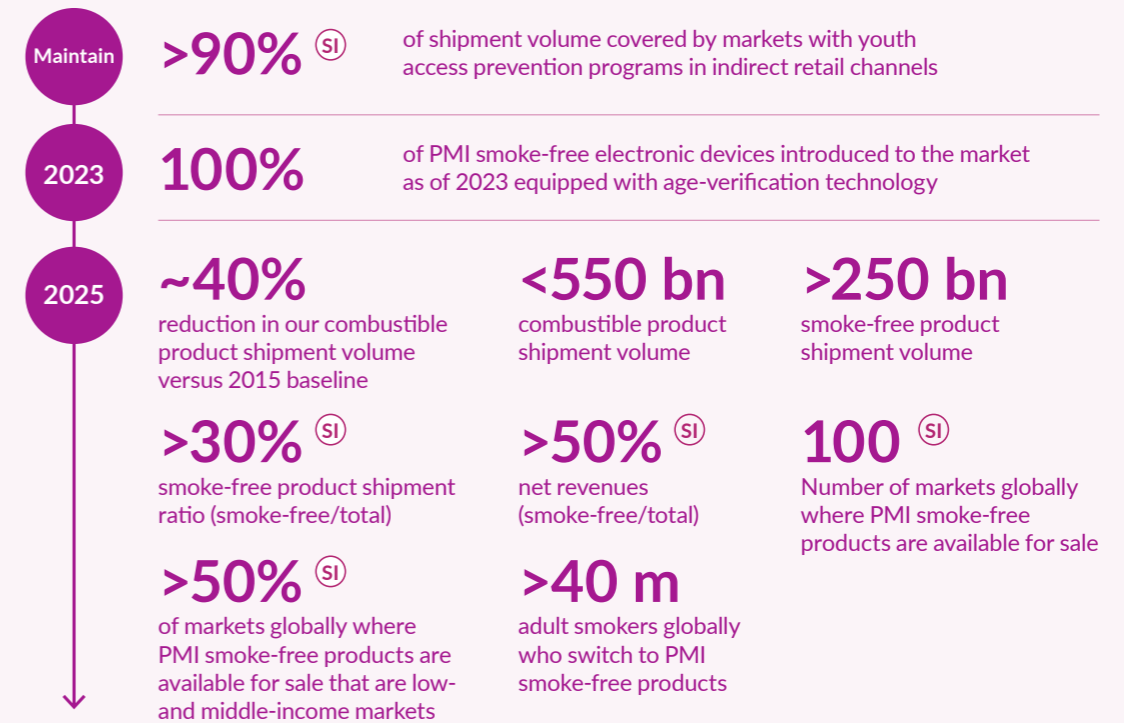 Maintain
>90% SI
of shipment volume covered by markets with youth
access prevention programs in indirect retail channels
2023
100%
of PMI smoke-free electronic devices introduced to the market
as of 2023 equipped with age-verification technology
2025
~40%
reduction in our combustible
product shipment volume
versus 2015 baseline
<550 bn
combustible product
shipment volume
>250 bn
smoke-free product
shipment volume
>30% SI
smoke-free product shipment
ratio (smoke-free/total)
>50% SI
net revenues
(smoke-free/total)
100 SI
Number of markets globally
where PMI smoke-free
products are available for sale
>50% SI
of markets globally where
PMI smoke-free products are
available for sale that are low-
and middle-income markets
>40 m
adult smokers globally
who switch to PMI
smoke-free products